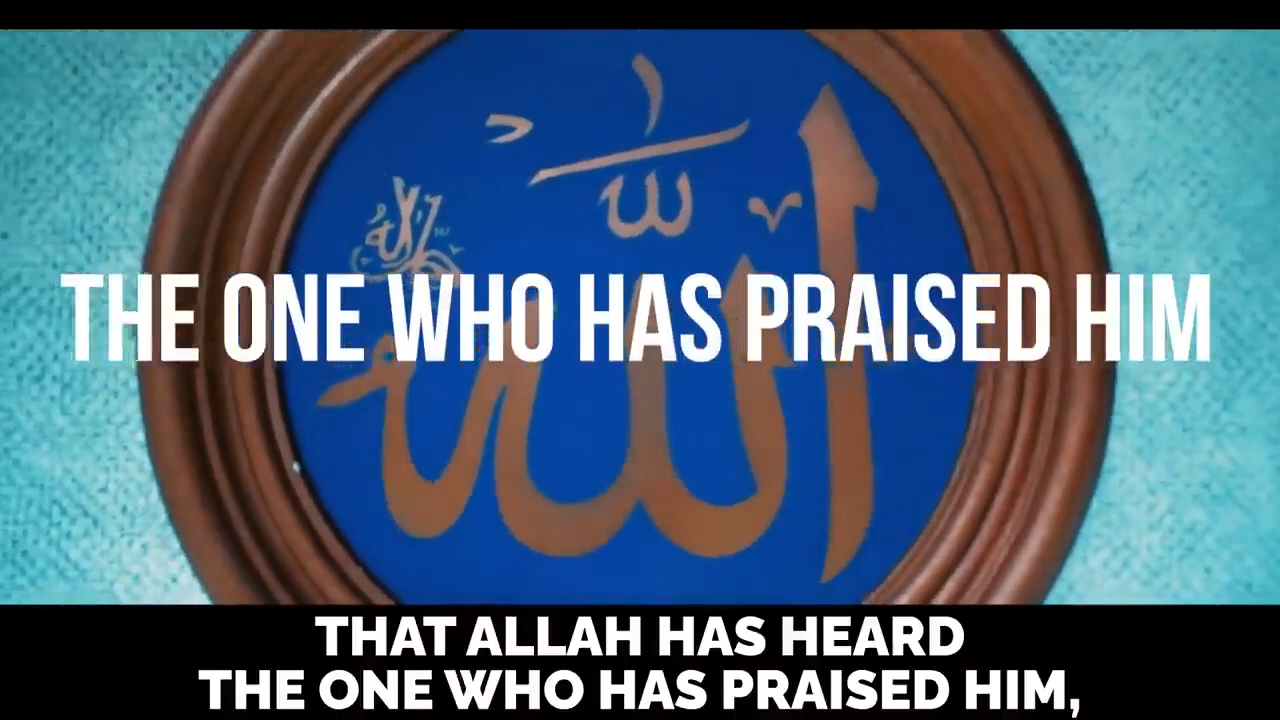 الله
THE ONE WHO HAS PRAISED HIM
THAT ALLAH HAS HEARD
THE ONE WHO HAS PRAISED HIM,